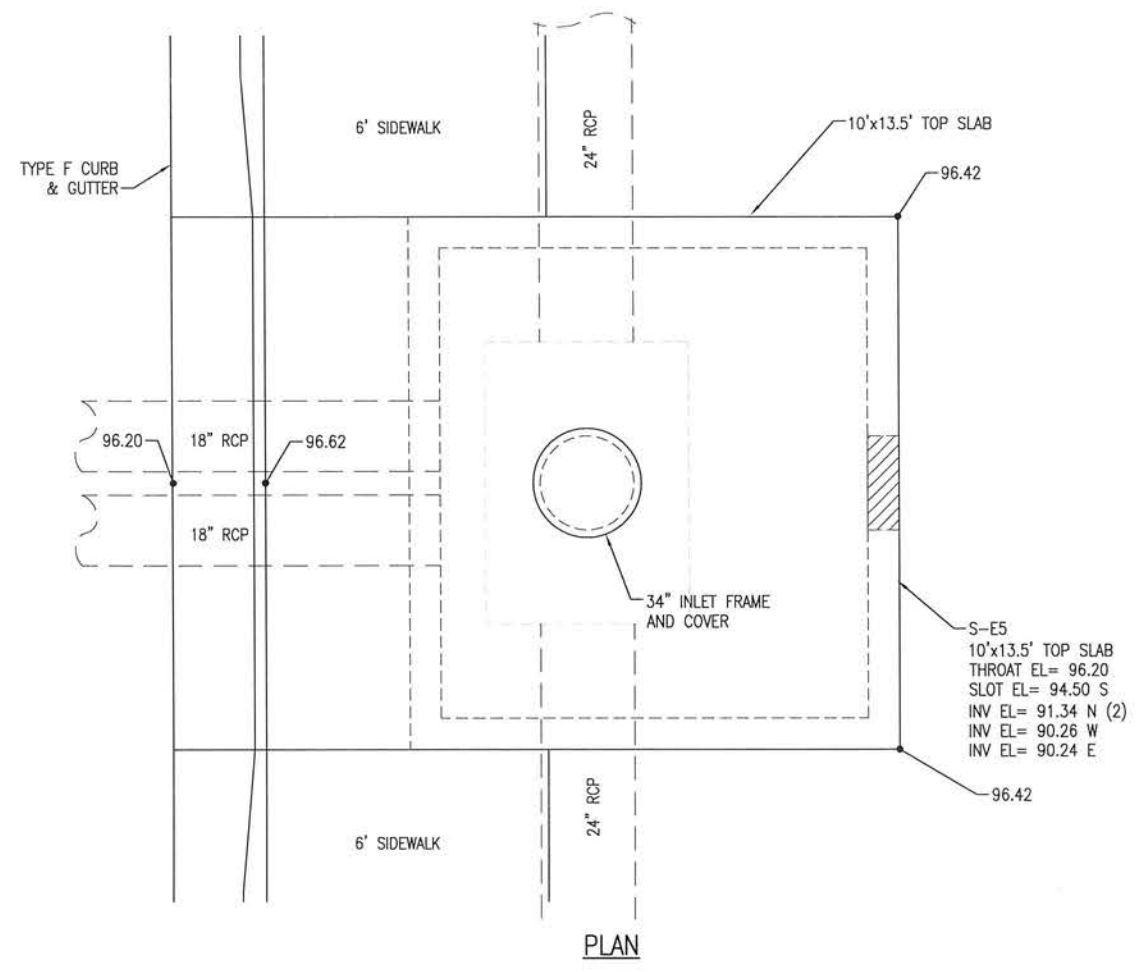 24" RCP
10'x13.5' TOP SLAB
6' SIDEWALK
TYPE F CURB
& GUTTER
96.42
96.20
18" RCP
96.62
18" RCP
34" INLET FRAME
AND COVER
S-E5
10'x13.5' TOP SLAB
THROAT EL= 96.20
SLOT EL= 94.50 S
INV EL= 91.34 N (2)
INV EL= 90.26 W
INV EL= 90.24 E
96.42
24" RCP
6' SIDEWALK
PLAN